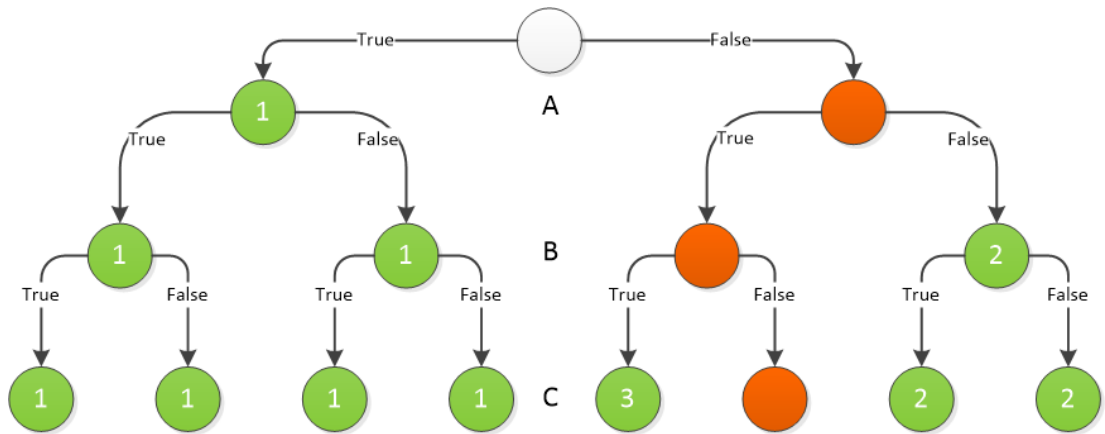 True False
A
1
True False True False
B
1 1 2
True False True False True False True False
C
1 1 1 1 3 2 2